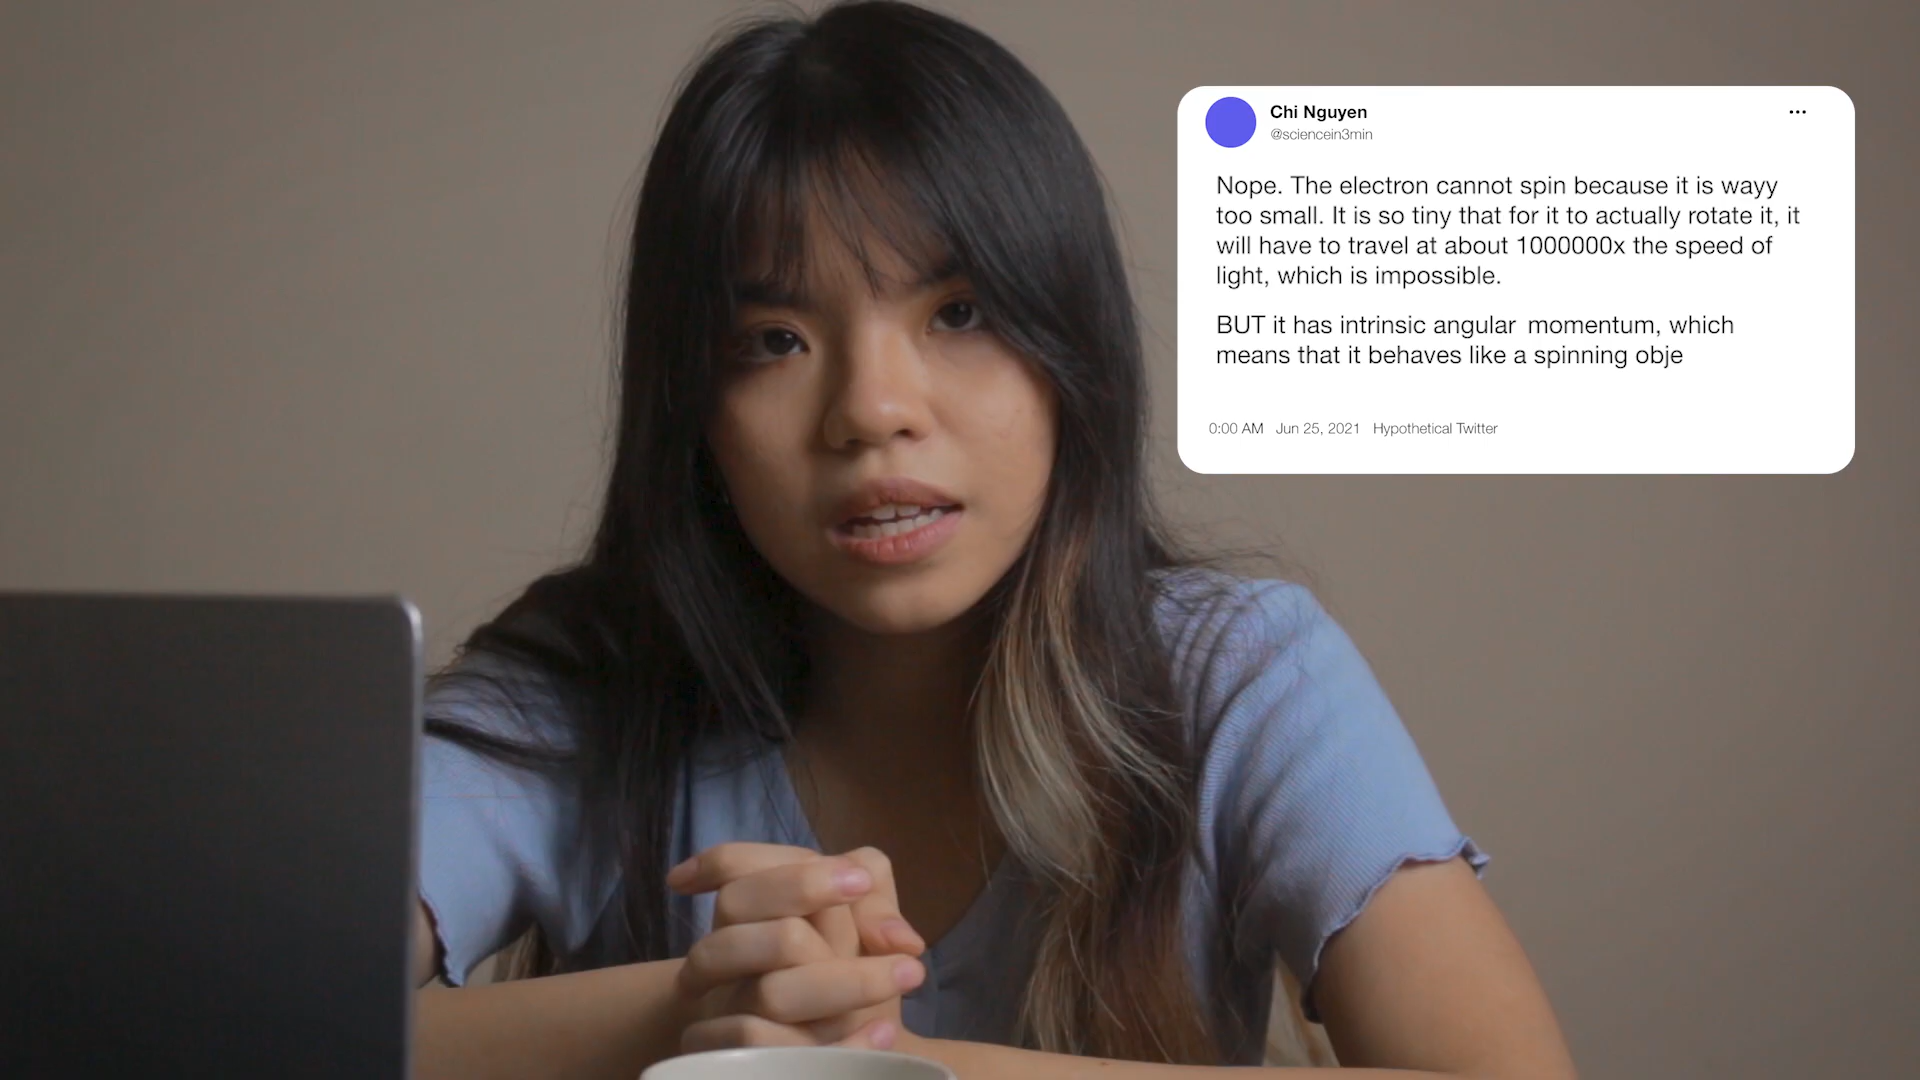 Chi Nguyen
...
@sciencein3min
Nope. The electron cannot spin because it is wayy
too small. It is so tiny that for it to actually rotate it, it
will have to travel at about 1000000x the speed of
light, which is impossible.
BUT it has intrinsic angular momentum, which
means that it behaves like a spinning obje
0:00 AM Jun 25, 2021 Hypothetical Twitter